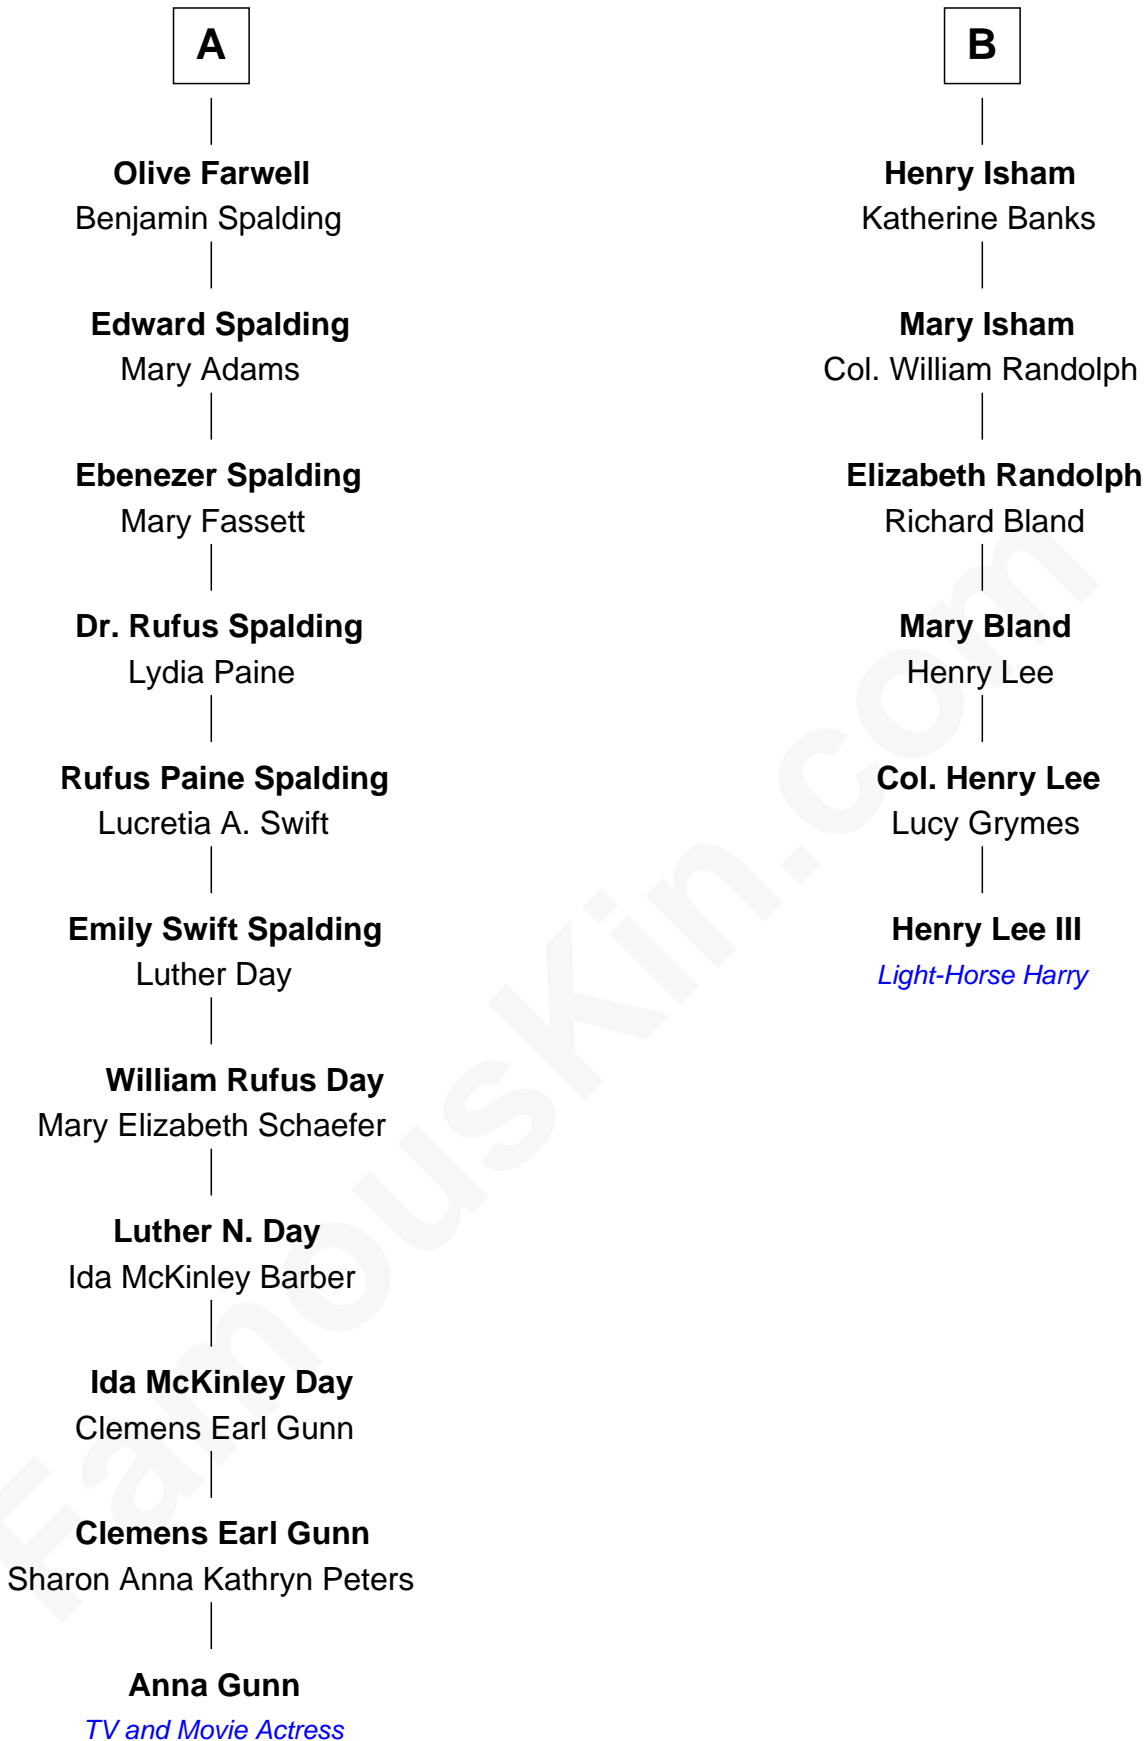 A
Olive Farwell
Benjamin Spalding
Edward Spalding
Mary Adams
Ebenezer Spalding
Mary Fassett
Dr. Rufus Spalding
Lydia Paine
Rufus Paine Spalding
Lucretia A. Swift
Emily Swift Spalding
Luther Day
William Rufus Day
Mary Elizabeth Schaefer
Luther N. Day
Ida McKinley Barber
Ida McKinley Day
Clemens Earl Gunn
Clemens Earl Gunn
Sharon Anna Kathryn Peters
Anna Gunn
TV and Movie Actress
B
Henry Isham
Katherine Banks
Mary Isham
Col. William Randolph
Elizabeth Randolph
Richard Bland
Mary Bland
Henry Lee
Col. Henry Lee
Lucy Grymes
Henry Lee III
Light-Horse Harry
FamousKin.com